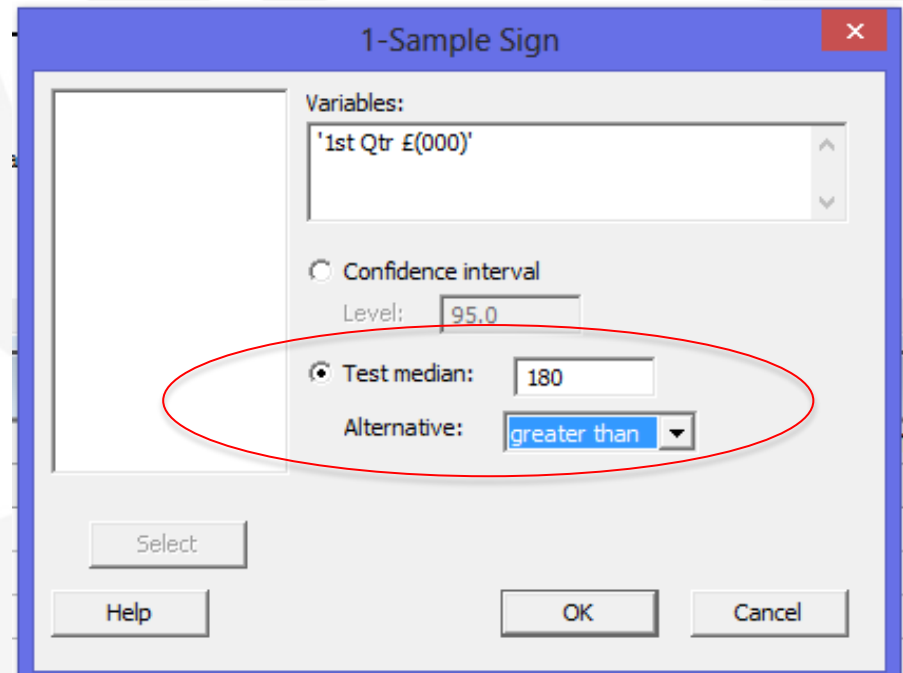 1-Sample Sign
Variables:
'1st Qtr £(000)'
Confidence interval
Level: 95.0
Test median: 180
Alternative: greater than
Select
Help OK Cancel